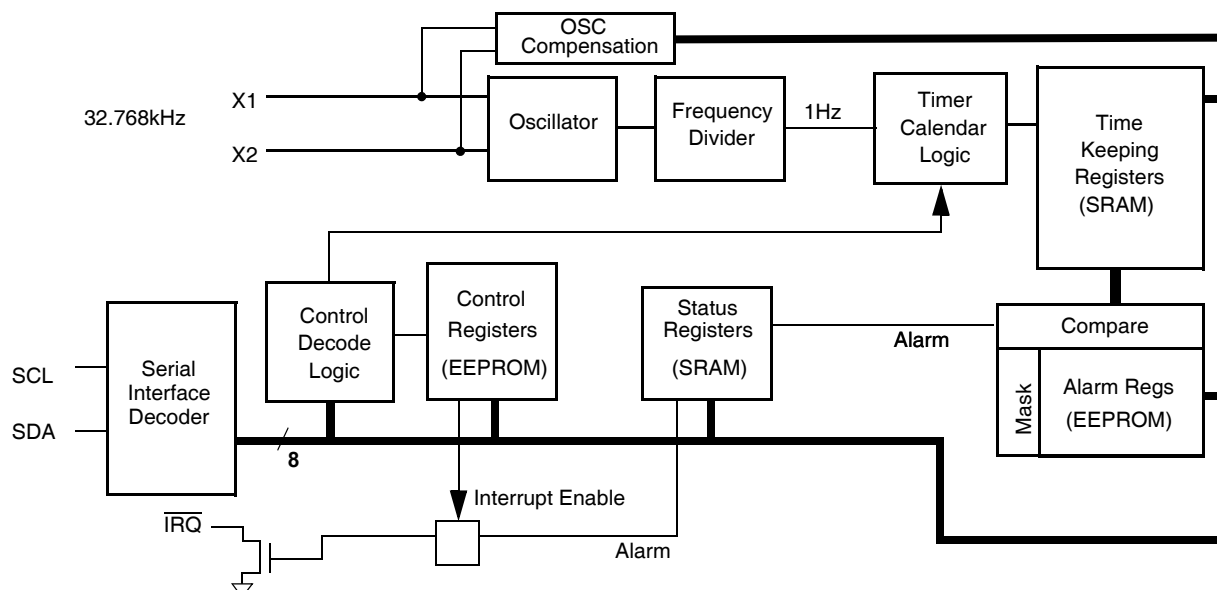 OSC
Compensation
X1
32.768kHz
X2
Oscillator
Frequency
Divider
1Hz
Timer
Calendar
Logic
Time
Keeping
Registers
(SRAM)
Control
Decode
Logic
Control
Registers
(EEPROM)
Status
Registers
(SRAM)
Alarm
Compare
Mask
Alarm Regs
(EEPROM)
SCL
SDA
Serial
Interface
Decoder
8
Interrupt Enable
IRQ
Alarm